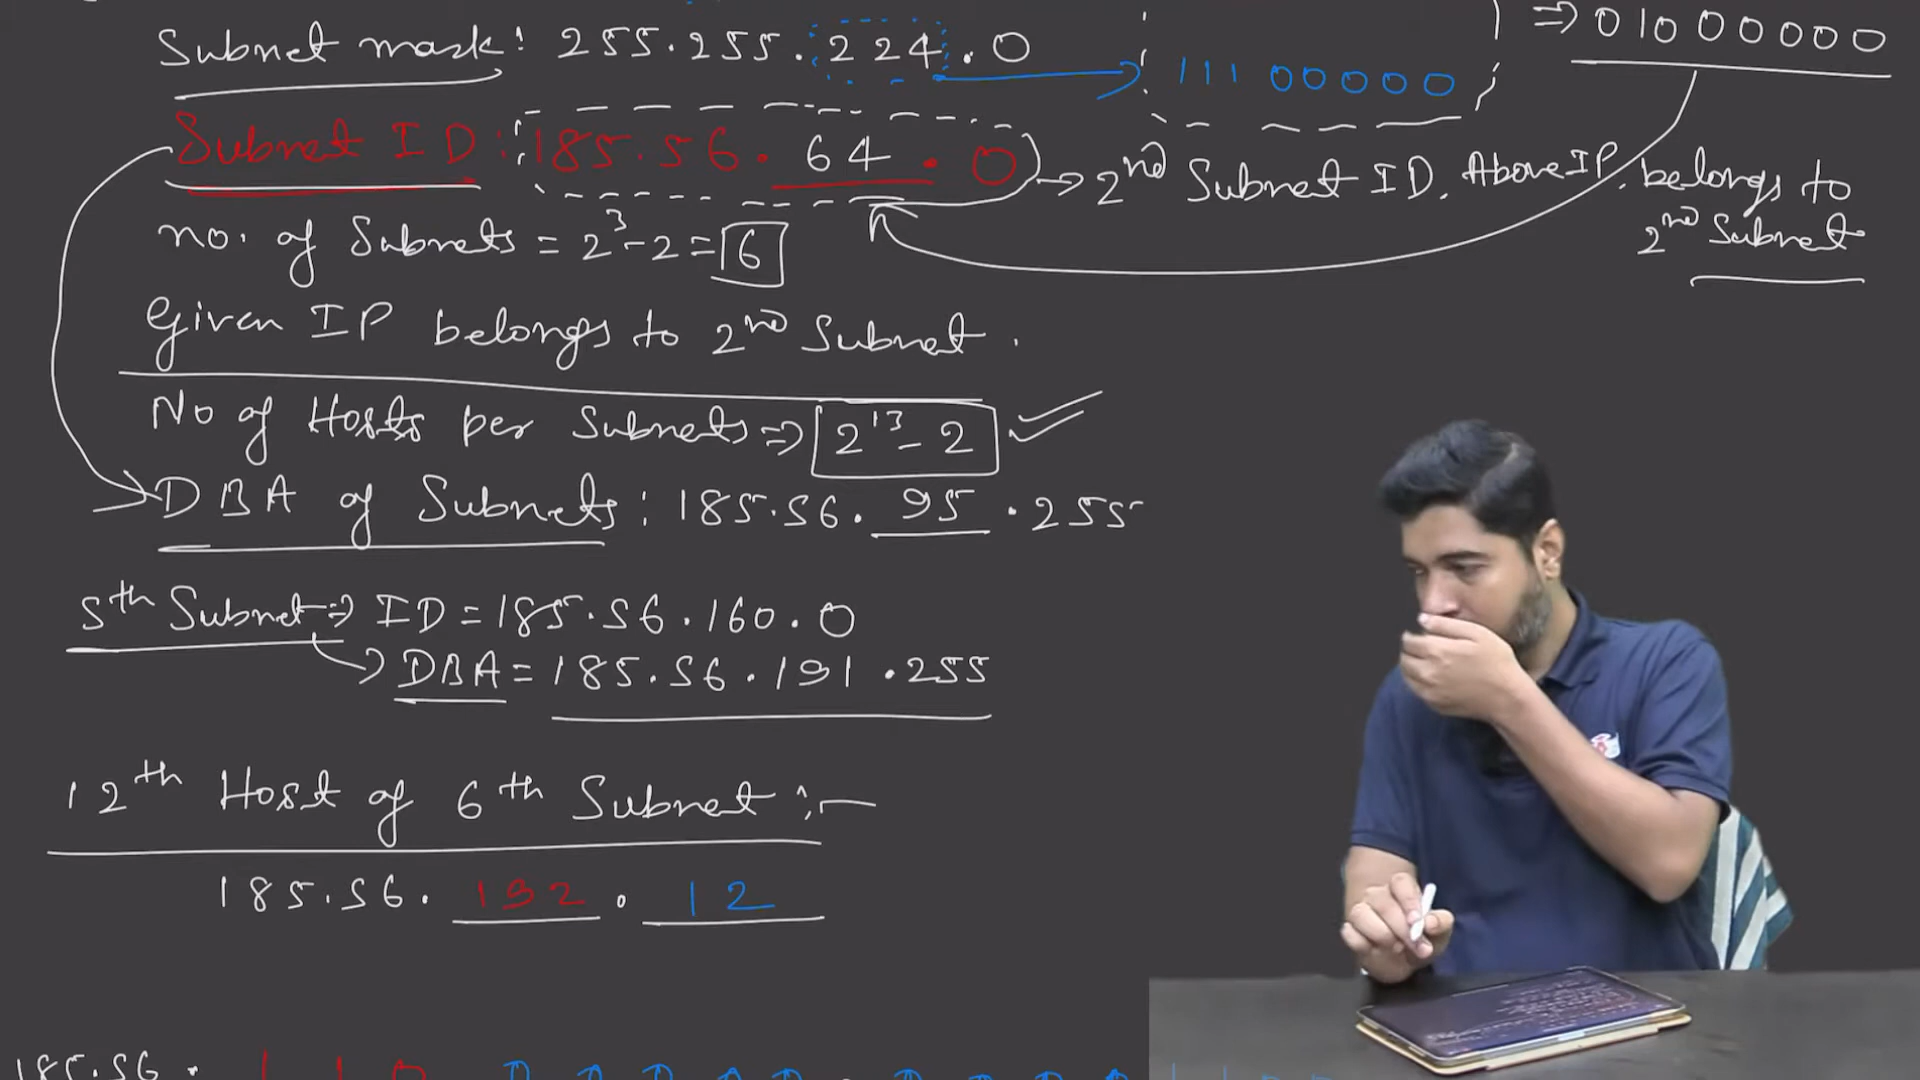 Subnet mask: 255.255.224.0
11100000
⇒ 01000000
Subnet ID: 185.56.64.0 → 2nd Subnet ID. Above IP. belongs to 2nd Subnet
no. of Subnets = 2³-2 = 6
Given IP belongs to 2nd Subnet.
No of Hosts per Subnets ⇒ 2¹³-2
DBA of Subnets: 185.56.95.255
5th Subnet ⇒ ID = 185.56.160.0
→ DBA = 185.56.191.255
12th Host of 6th Subnet :-
185.56.192.12
185.56.